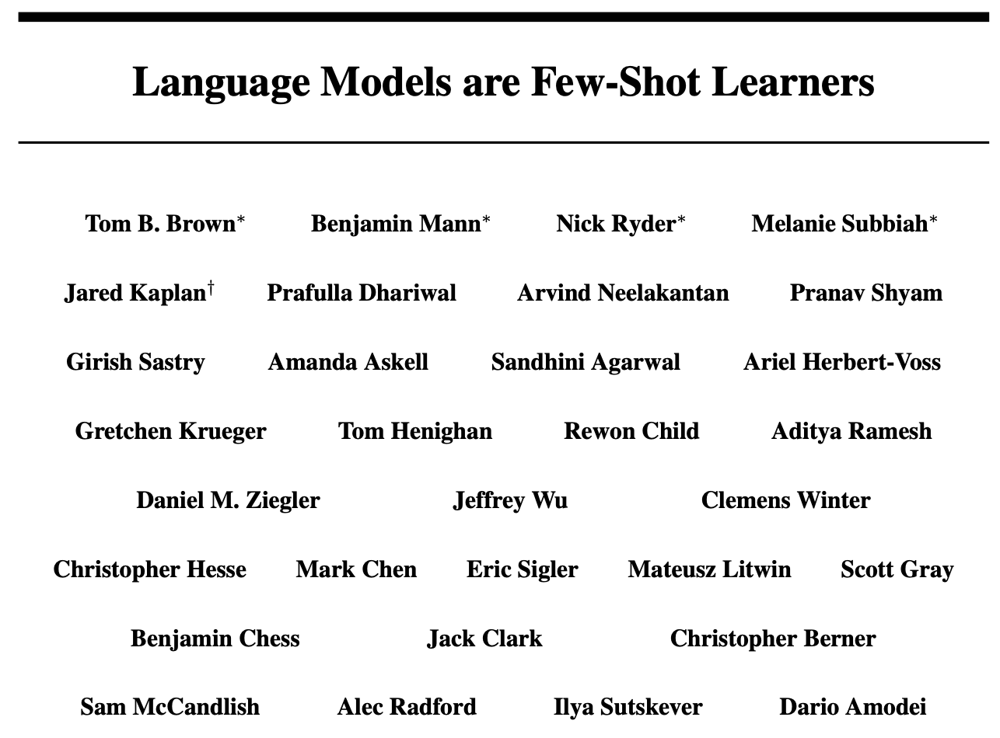 Language Models are Few-Shot Learners
Tom B. Brown* Benjamin Mann* Nick Ryder* Melanie Subbiah*
Jared Kaplan† Prafulla Dhariwal Arvind Neelakantan Pranav Shyam
Girish Sastry Amanda Askell Sandhini Agarwal Ariel Herbert-Voss
Gretchen Krueger Tom Henighan Rewon Child Aditya Ramesh
Daniel M. Ziegler Jeffrey Wu Clemens Winter
Christopher Hesse Mark Chen Eric Sigler Mateusz Litwin Scott Gray
Benjamin Chess Jack Clark Christopher Berner
Sam McCandlish Alec Radford Ilya Sutskever Dario Amodei